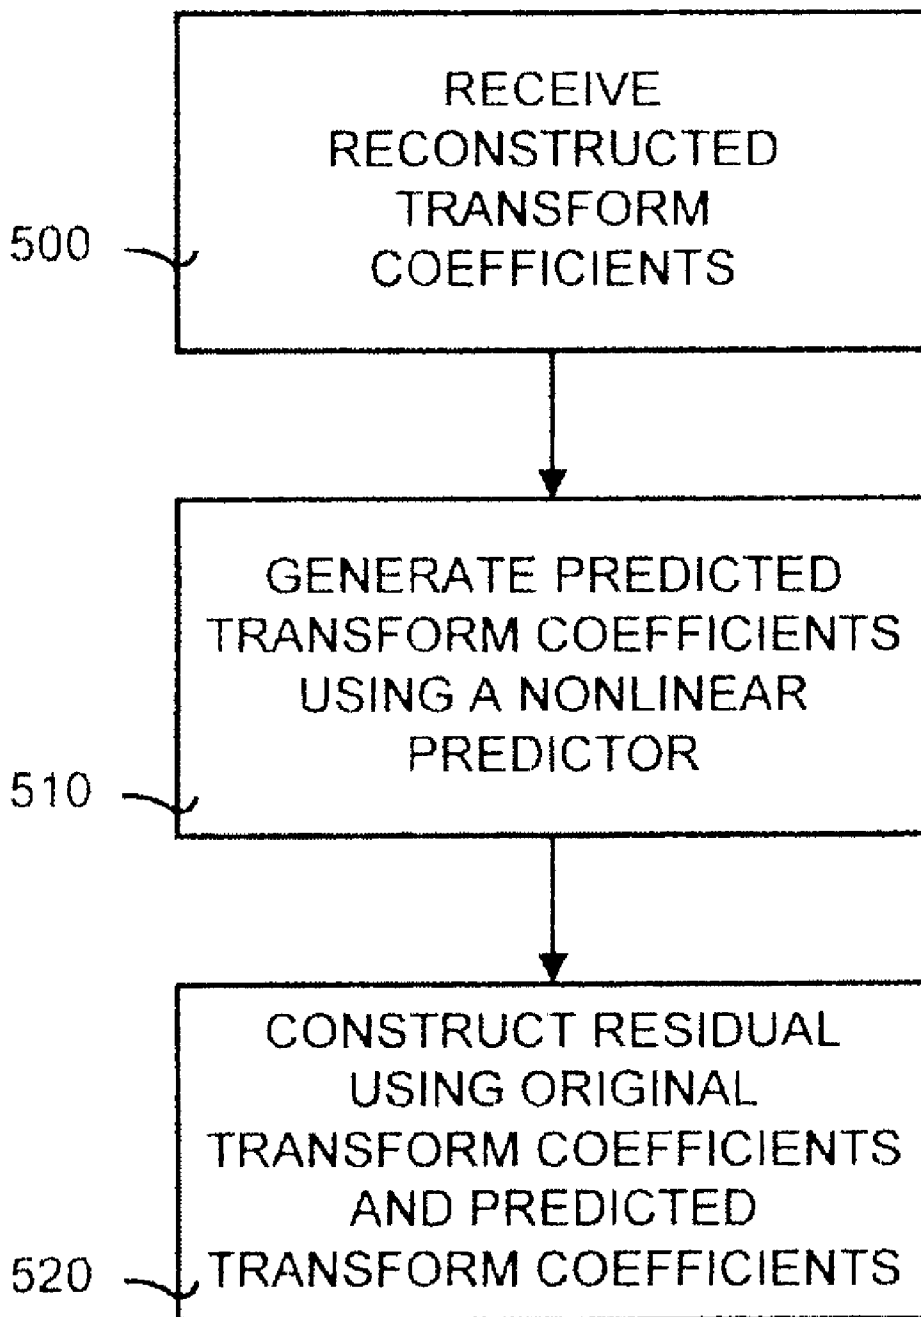 RECEIVE
RECONSTRUCTED
TRANSFORM
COEFFICIENTS
500
GENERATE PREDICTED
TRANSFORM COEFFICIENTS
USING A NONLINEAR
PREDICTOR
510
CONSTRUCT RESIDUAL
USING ORIGINAL
TRANSFORM COEFFICIENTS
AND PREDICTED
TRANSFORM COEFFICIENTS
520